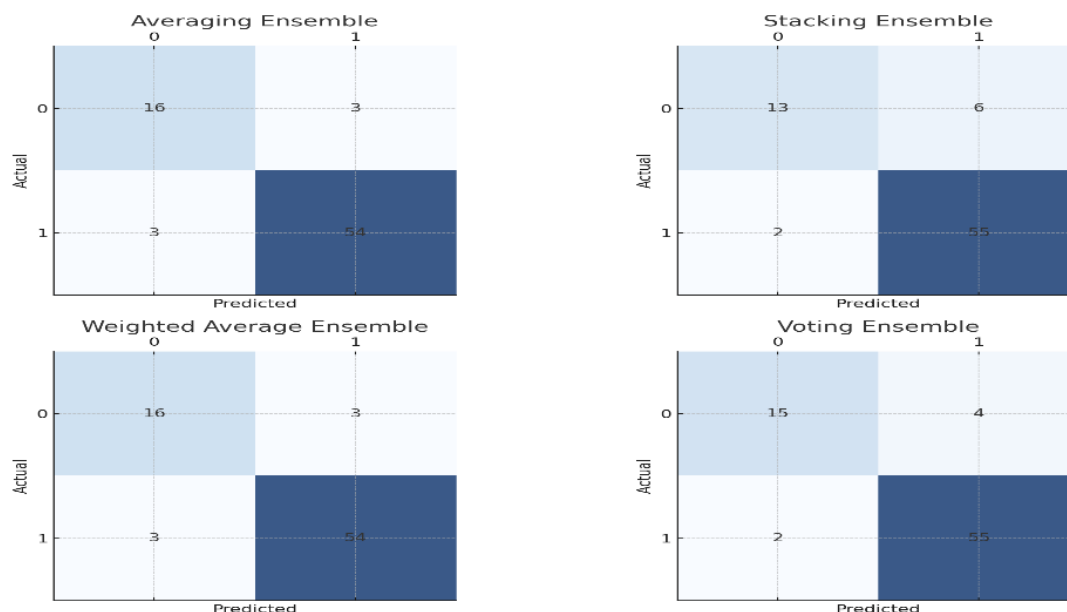 Averaging Ensemble
0 1
0 16 3
Actual
1 3 54
Predicted
Stacking Ensemble
0 1
0 13 6
Actual
1 2 55
Predicted
Weighted Average Ensemble
0 1
0 16 3
Actual
1 3 54
Predicted
Voting Ensemble
0 1
0 15 4
Actual
1 2 55
Predicted